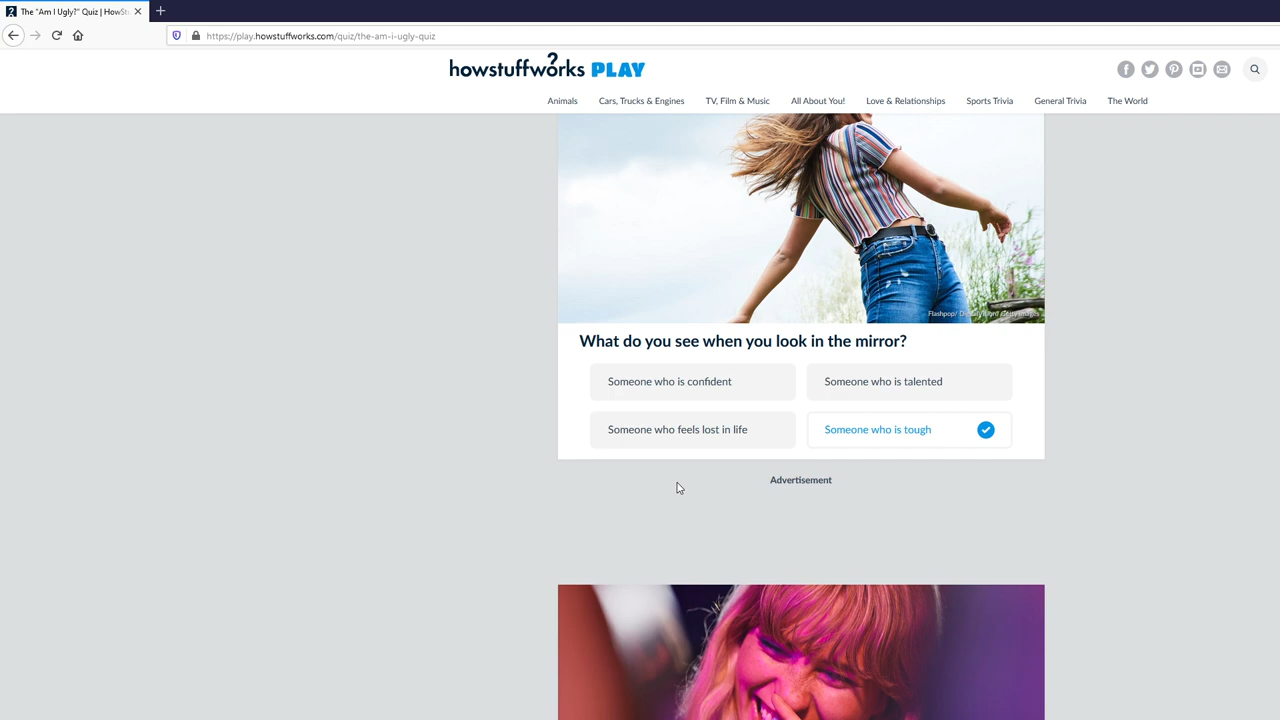 The "Am I Ugly?" Quiz | HowSt
https://play.howstuffworks.com/quiz/the-am-i-ugly-quiz
howstuffworks PLAY
Animals Cars, Trucks & Engines TV, Film & Music All About You! Love & Relationships Sports Trivia General Trivia The World
Flashpop/ Getty Images
What do you see when you look in the mirror?
Someone who is confident
Someone who is talented
Someone who feels lost in life
Someone who is tough
Advertisement